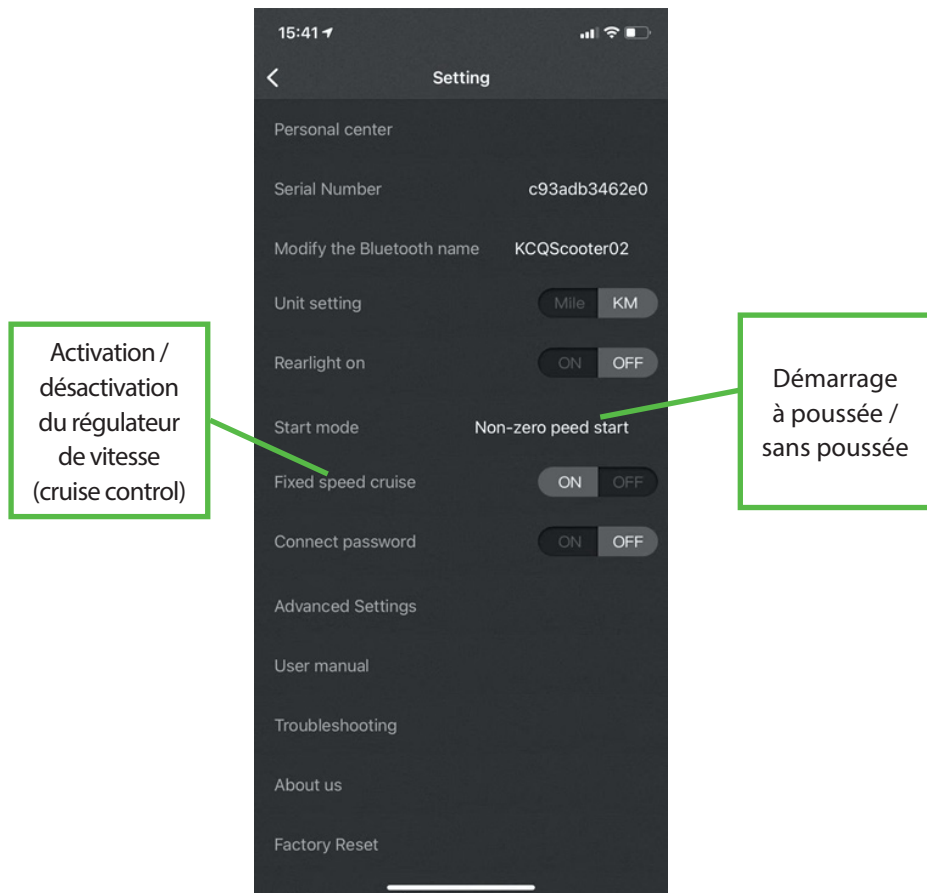 15:41
Setting
Personal center
Serial Number c93adb3462e0
Modify the Bluetooth name KCQScooter02
Unit setting Mile KM
Rearlight on ON OFF
Start mode Non-zero peed start
Fixed speed cruise ON OFF
Connect password ON OFF
Advanced Settings
User manual
Troubleshooting
About us
Factory Reset
Activation /
désactivation
du régulateur
de vitesse
(cruise control)
Démarrage
à poussée /
sans poussée